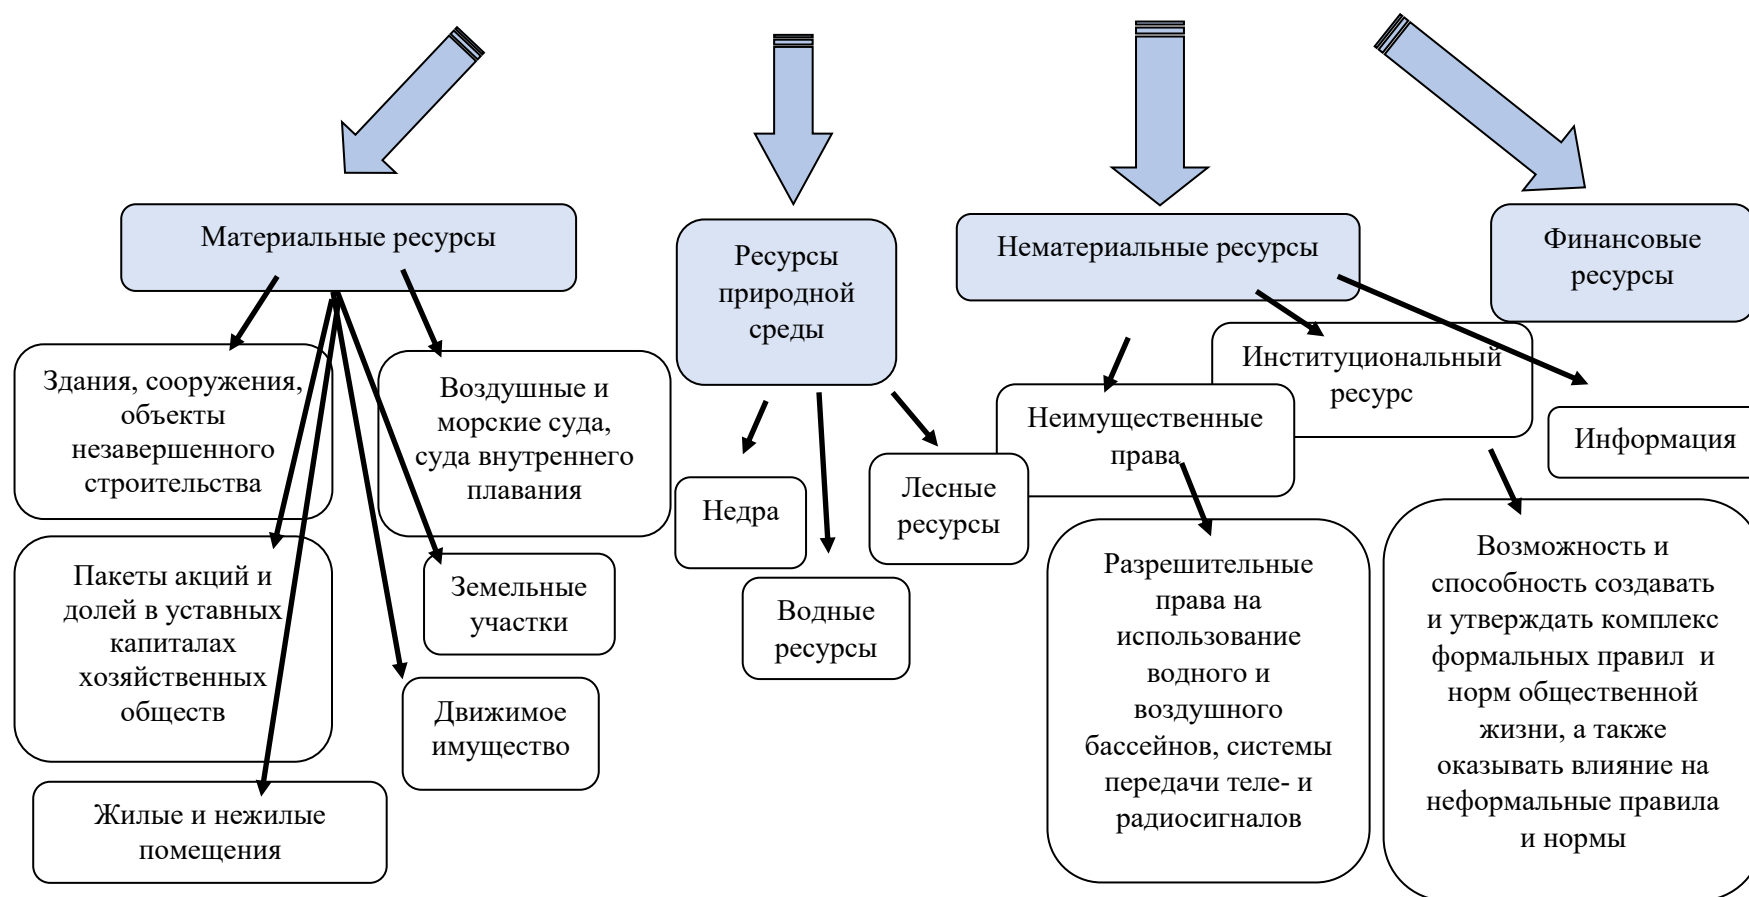 Материальные ресурсы
Ресурсы
природной
среды
Нематериальные ресурсы
Финансовые
ресурсы
Здания, сооружения,
объекты
незавершенного
строительства
Воздушные и
морские суда,
суда внутреннего
плавания
Пакеты акций и
долей в уставных
капиталах
хозяйственных
обществ
Земельные
участки
Движимое
имущество
Жилые и нежилые
помещения
Недра
Водные
ресурсы
Лесные
ресурсы
Неимущественные
права
Институциональный
ресурс
Информация
Разрешительные
права на
использование
водного и
воздушного
бассейнов, системы
передачи теле- и
радиосигналов
Возможность и
способность создавать
и утверждать комплекс
формальных правил и
норм общественной
жизни, а также
оказывать влияние на
неформальные правила
и нормы